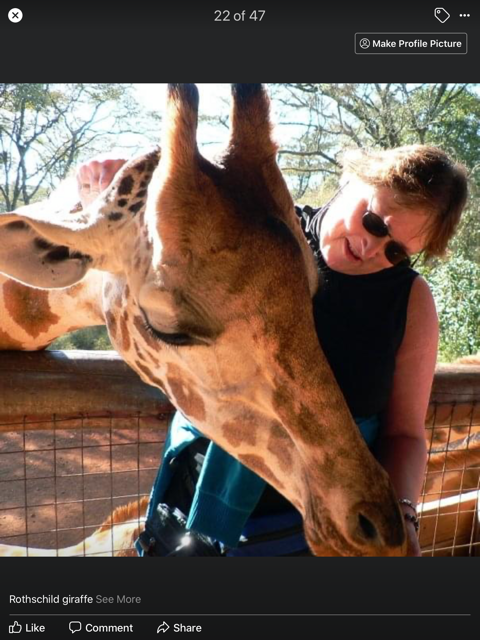 22 of 47
Make Profile Picture
Rothschild giraffe See More
Like Comment Share